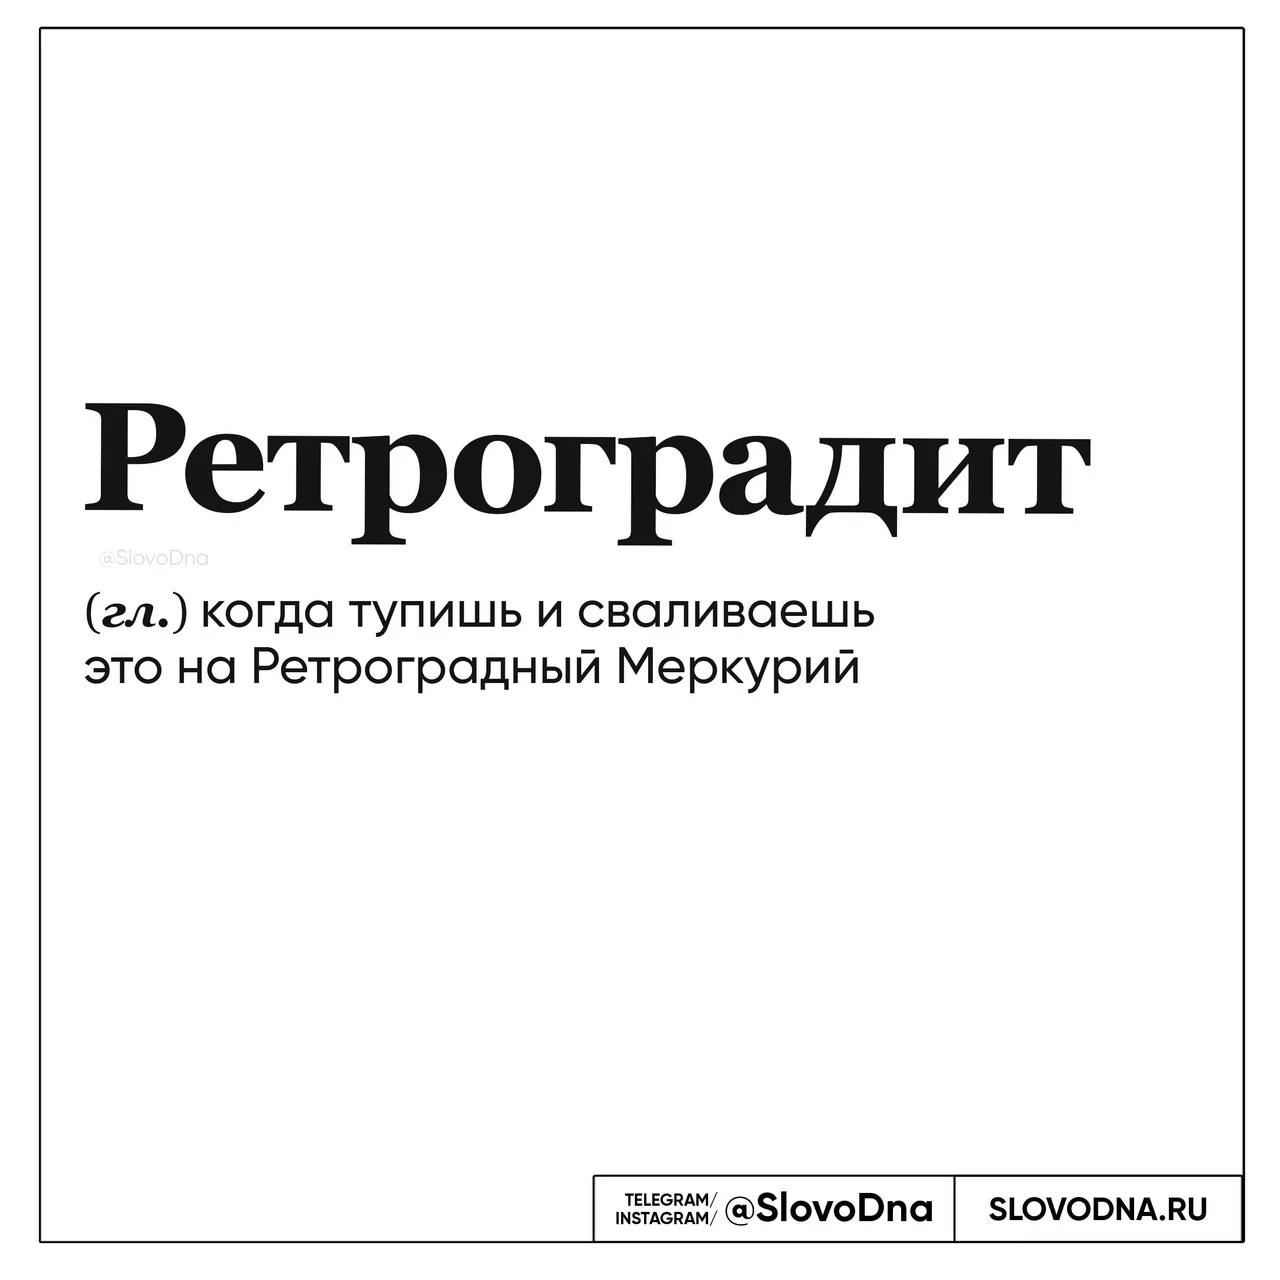 Ретроградит
@SlovoDna
(гл.) когда тупишь и сваливаешь
это на Ретроградный Меркурий
TELEGRAM/
INSTAGRAM/
@SlovoDna
SLOVODNA.RU